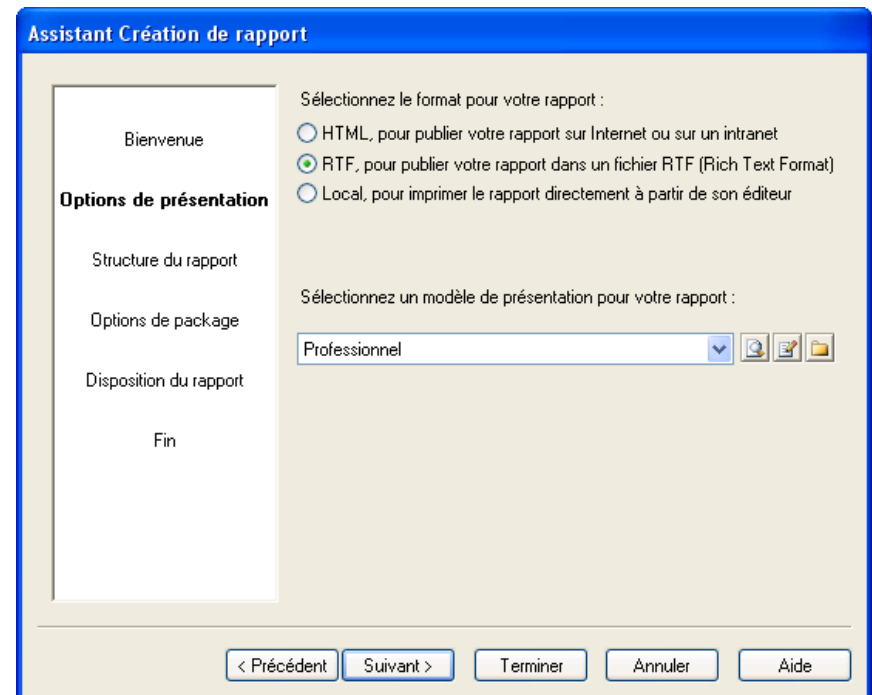 Assistant Création de rapport
Bienvenue
Options de présentation
Structure du rapport
Options de package
Disposition du rapport
Fin
Sélectionnez le format pour votre rapport :
HTML, pour publier votre rapport sur Internet ou sur un intranet
RTF, pour publier votre rapport dans un fichier RTF (Rich Text Format)
Local, pour imprimer le rapport directement à partir de son éditeur
Sélectionnez un modèle de présentation pour votre rapport :
Professionnel
< Précédent Suivant > Terminer Annuler Aide